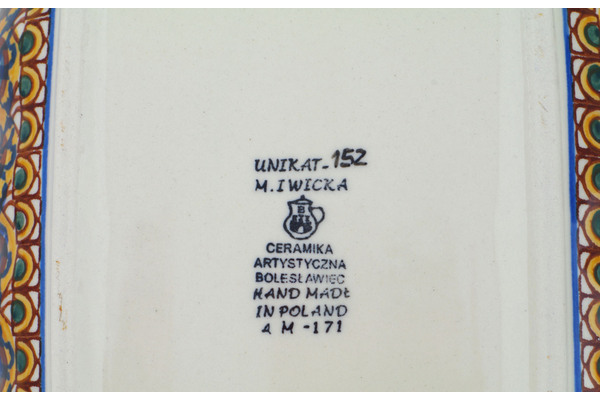 UNIKAT-152
M.IWICKA
B
CERAMIKA
ARTYSTYCZNA
BOLESŁAWIEC
HAND MADE
IN POLAND
A M -171